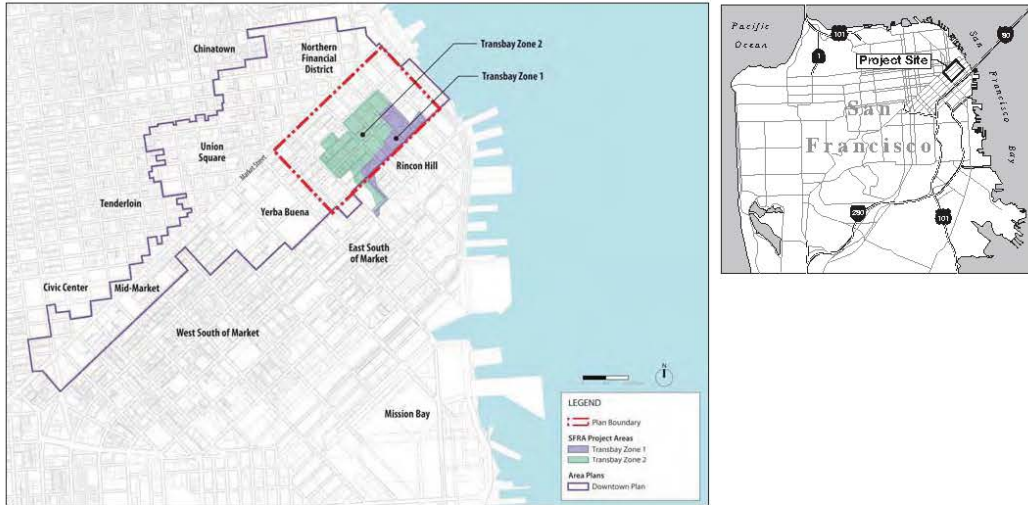 Chinatown
Northern
Financial
District
Transbay Zone 2
Transbay Zone 1
Union
Square
Market Street
Rincon Hill
Tenderloin
Yerba Buena
East South
of Market
Civic Center
Mid-Market
West South of Market
Mission Bay
N
LEGEND
Plan Boundary
SFRA Project Areas
Transbay Zone 1
Transbay Zone 2
Area Plans
Downtown Plan
Pacific
Ocean
101
1
80
San
Francisco
Bay
Project Site
San
Francisco
280
101